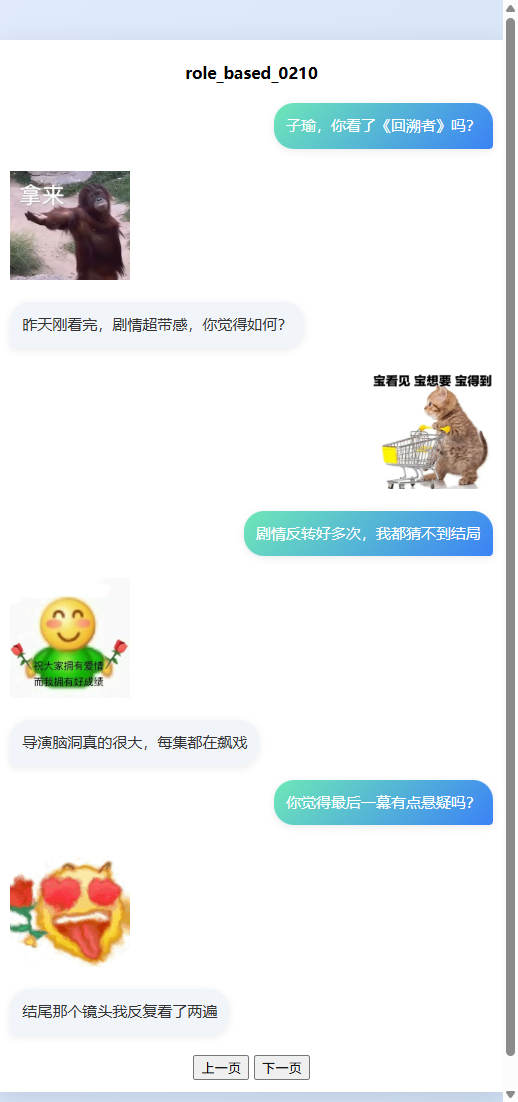 role_based_0210
子瑜，你看了《回溯者》吗？
拿来
昨天刚看完，剧情超带感，你觉得如何？
宝看见 宝想要 宝得到
剧情反转好多次，我都猜不到结局
祝大家拥有爱情
而我拥有好成绩
导演脑洞真的很大，每集都在飙戏
你觉得最后一幕有点悬疑吗？
结尾那个镜头我反复看了两遍
上一页 下一页